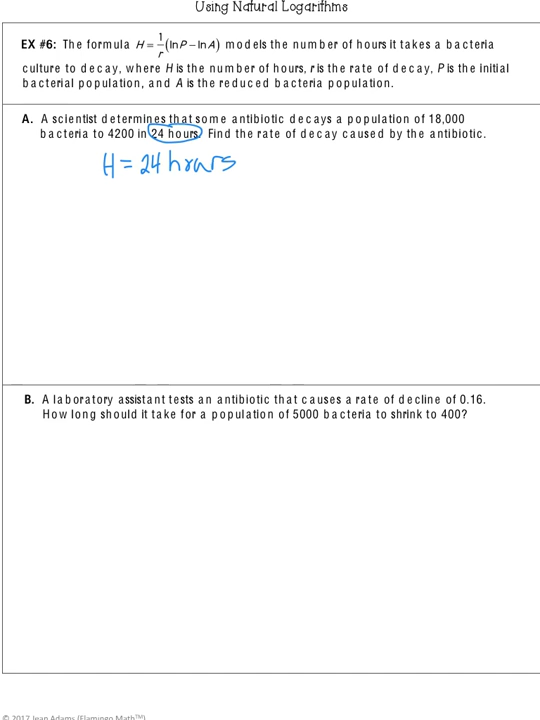 Using Natural Logarithms
EX #6: The formula H = 1/r (ln P − ln A) models the number of hours it takes a bacteria
culture to decay, where H is the number of hours, r is the rate of decay, P is the initial
bacterial population, and A is the reduced bacteria population.
A. A scientist determines that some antibiotic decays a population of 18,000
bacteria to 4200 in 24 hours. Find the rate of decay caused by the antibiotic.
H = 24 hours
B. A laboratory assistant tests an antibiotic that causes a rate of decline of 0.16.
How long should it take for a population of 5000 bacteria to shrink to 400?
© 2017 Jean Adams (Flamingo Math™)